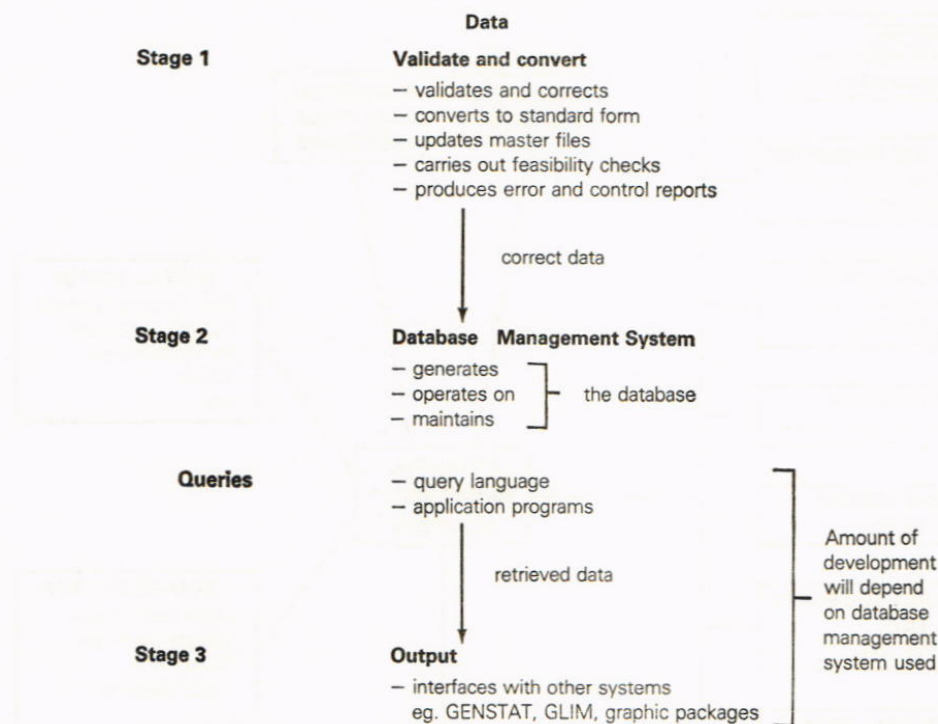 Data
Stage 1
Validate and convert
– validates and corrects
– converts to standard form
– updates master files
– carries out feasibility checks
– produces error and control reports
correct data
Stage 2
Database Management System
– generates
– operates on
– maintains
the database
Queries
– query language
– application programs
retrieved data
Amount of
development
will depend
on database
management
system used
Stage 3
Output
– interfaces with other systems
eg. GENSTAT, GLIM, graphic packages